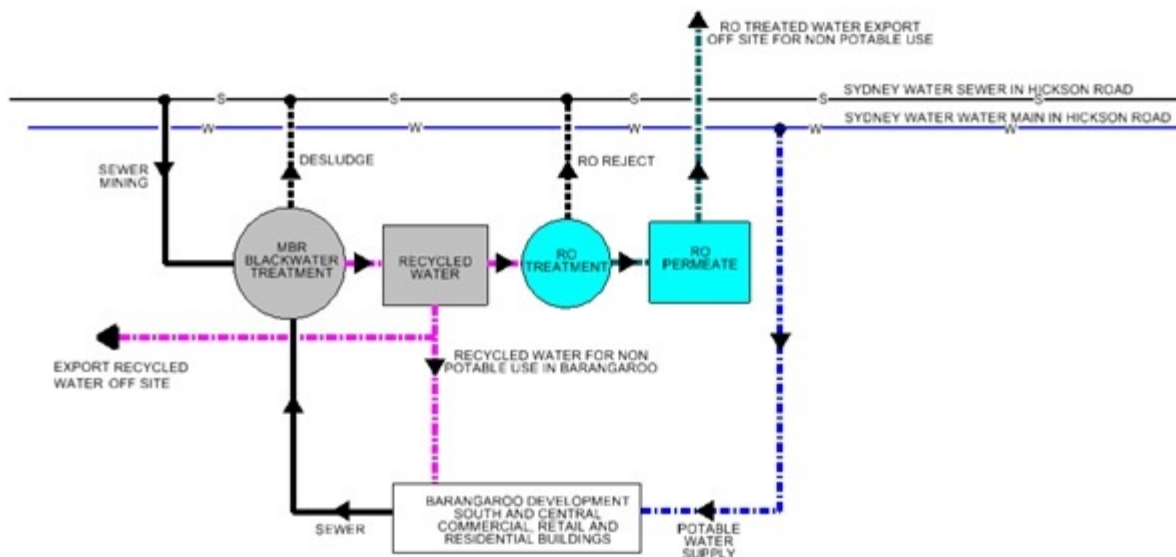 RO TREATED WATER EXPORT
OFF SITE FOR NON POTABLE USE
SYDNEY WATER SEWER IN HICKSON ROAD
S S S S S
SYDNEY WATER WATER MAIN IN HICKSON ROAD
W W W W W
SEWER
MINING
DESLUDGE
RO REJECT
MBR
BLACKWATER
TREATMENT
RECYCLED
WATER
RO
TREATMENT
RO
PERMEATE
EXPORT RECYCLED
WATER OFF SITE
RECYCLED WATER FOR NON
POTABLE USE IN BARANGAROO
BARANGAROO DEVELOPMENT
SOUTH AND CENTRAL
COMMERCIAL, RETAIL AND
RESIDENTIAL BUILDINGS
SEWER
POTABLE
WATER
SUPPLY